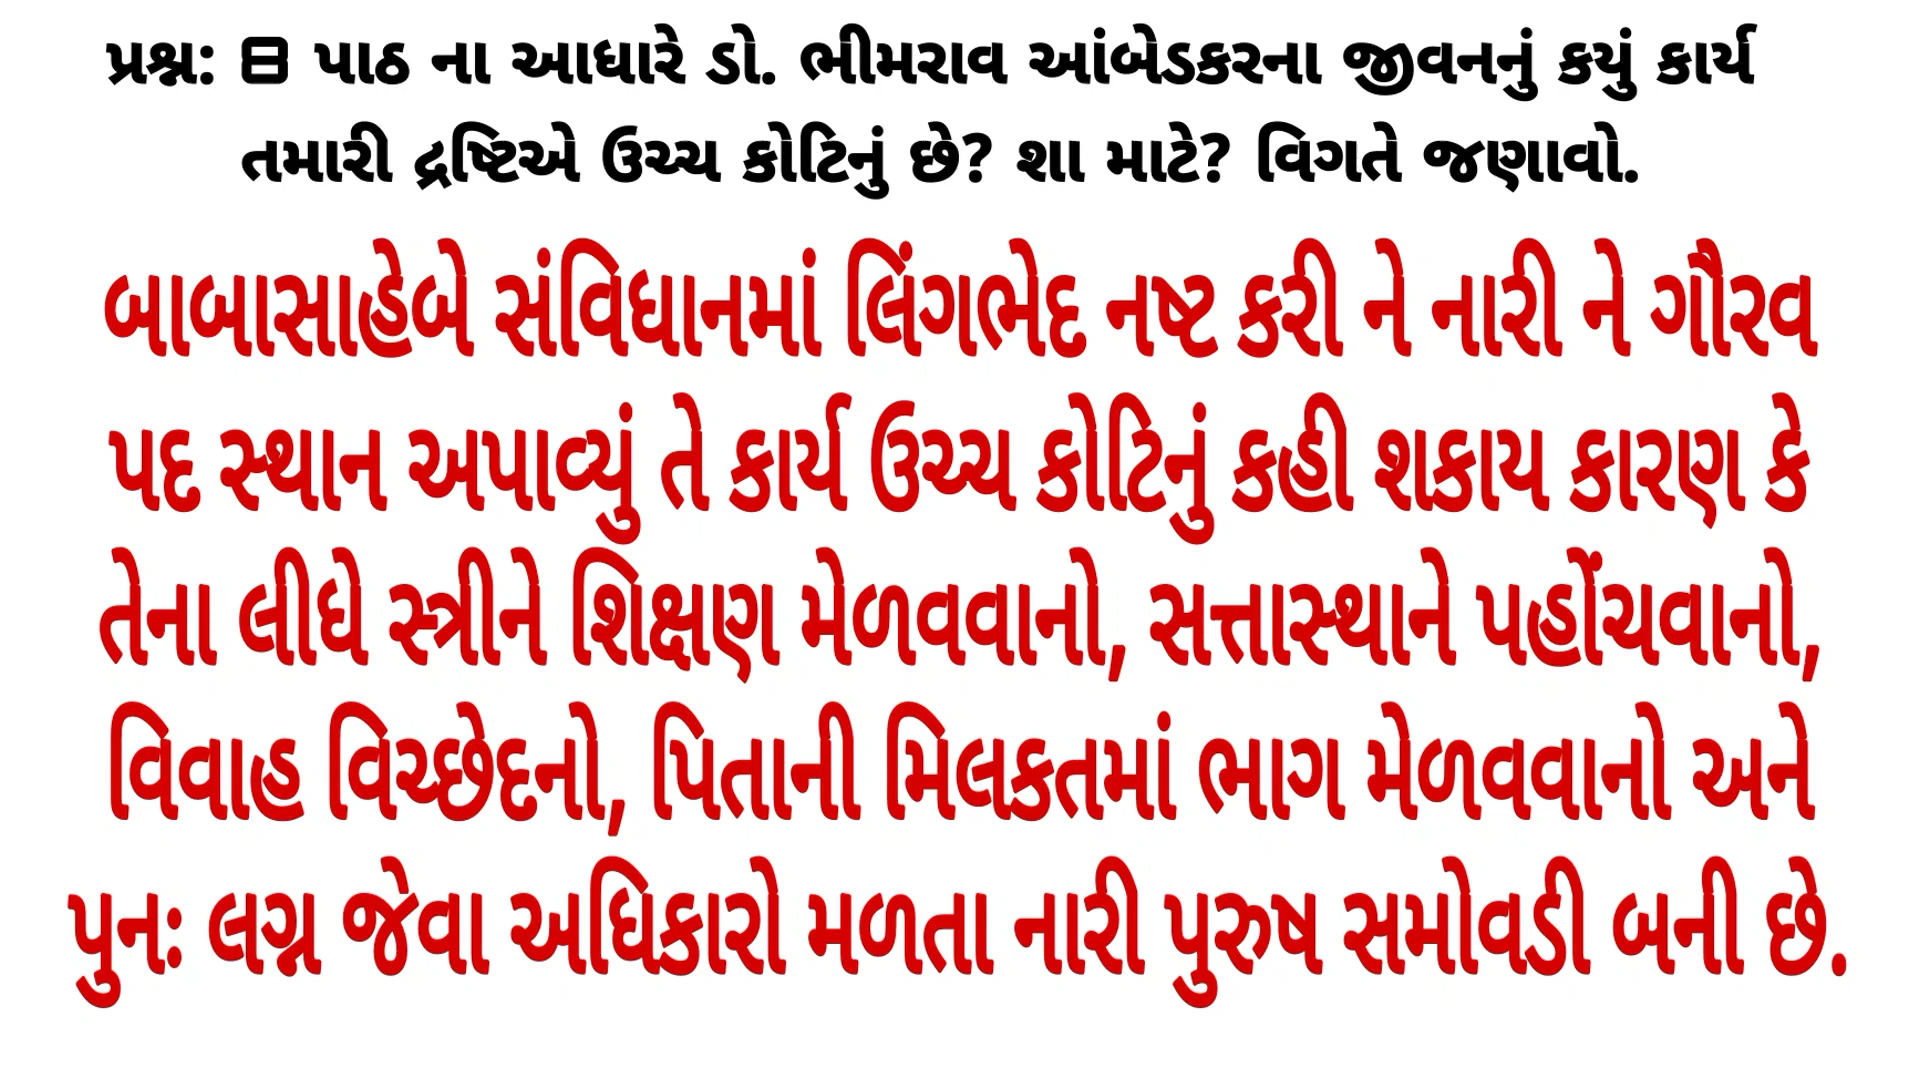 પ્રશ્ન: 8 પાઠ ના આધારે ડો. ભીમરાવ આંબેડકરના જીવનનું કયું કાર્ય
તમારી દ્રષ્ટિએ ઉચ્ચ કોટિનું છે? શા માટે? વિગતે જણાવો.
બાબાસાહેબે સંવિધાનમાં લિંગભેદ નષ્ટ કરી ને નારી ને ગૌરવ
પદ સ્થાન અપાવ્યું તે કાર્ય ઉચ્ચ કોટિનું કહી શકાય કારણ કે
તેના લીધે સ્ત્રીને શિક્ષણ મેળવવાનો, સત્તાસ્થાને પહોંચવાનો,
વિવાહ વિચ્છેદનો, પિતાની મિલકતમાં ભાગ મેળવવાનો અને
પુન: લગ્ન જેવા અધિકારો મળતા નારી પુરુષ સમોવડી બની છે.